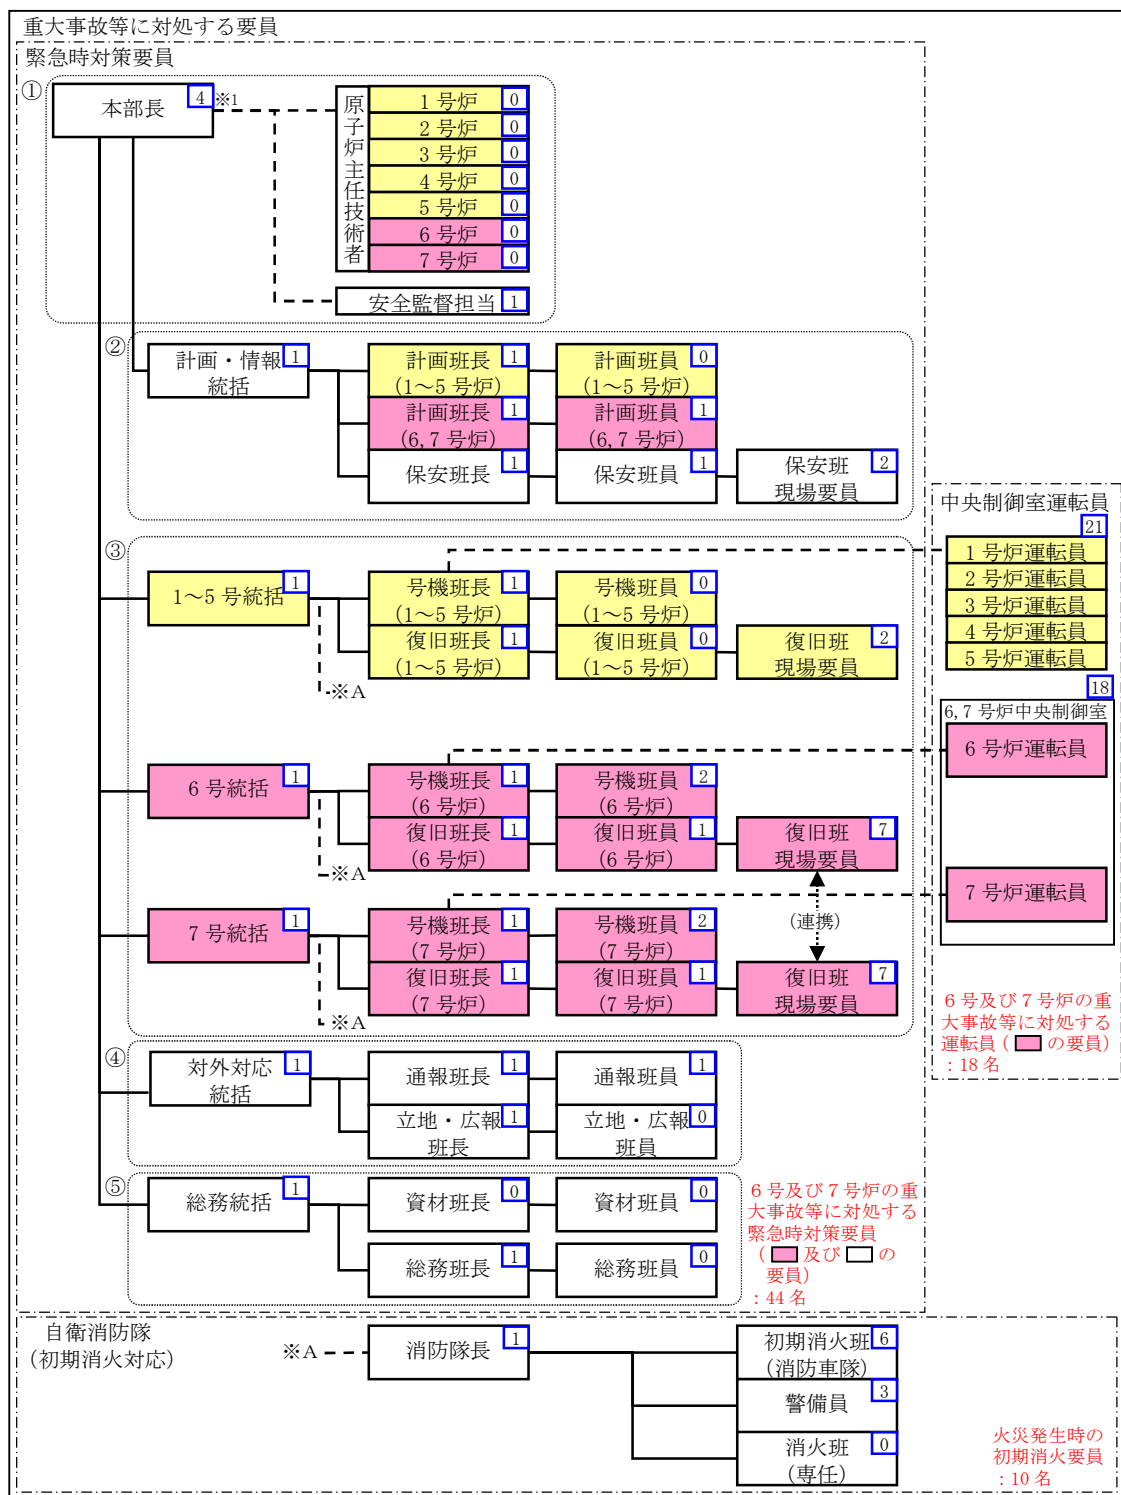 重大事故等に対処する要員
緊急時対策要員
①
本部長 4 ※1
原子炉主任技術者
1号炉 0
2号炉 0
3号炉 0
4号炉 0
5号炉 0
6号炉 0
7号炉 0
安全監督担当 1
②
計画・情報 1
統括
計画班長 1
(1～5号炉)
計画班員 0
(1～5号炉)
計画班長 1
(6,7号炉)
計画班員 1
(6,7号炉)
保安班長 1
保安班員 1
保安班 2
現場要員
中央制御室運転員
21
1号炉運転員
2号炉運転員
3号炉運転員
4号炉運転員
5号炉運転員
18
6,7号炉中央制御室
6号炉運転員
7号炉運転員
6号及び7号炉の重
大事故等に対処する
運転員( の要員)
:18名
③
1～5号統括 1
※A
号機班長 1
(1～5号炉)
号機班員 0
(1～5号炉)
復旧班長 1
(1～5号炉)
復旧班員 0
(1～5号炉)
復旧班 2
現場要員
6号統括 1
※A
号機班長 1
(6号炉)
号機班員 2
(6号炉)
復旧班長 1
(6号炉)
復旧班員 1
(6号炉)
復旧班 7
現場要員
(連携)
7号統括 1
※A
号機班長 1
(7号炉)
号機班員 2
(7号炉)
復旧班長 1
(7号炉)
復旧班員 1
(7号炉)
復旧班 7
現場要員
④
対外対応 1
統括
通報班長 1
通報班員 1
立地・広報 1
班長
立地・広報 0
班員
⑤
総務統括 1
資材班長 0
資材班員 0
総務班長 1
総務班員 0
6号及び7号炉の重
大事故等に対処する
緊急時対策要員
( 及び の
要員)
:44名
自衛消防隊
(初期消火対応)
※A
消防隊長 1
初期消火班 6
(消防車隊)
警備員 3
消火班 0
(専任)
火災発生時の
初期消火要員
:10名